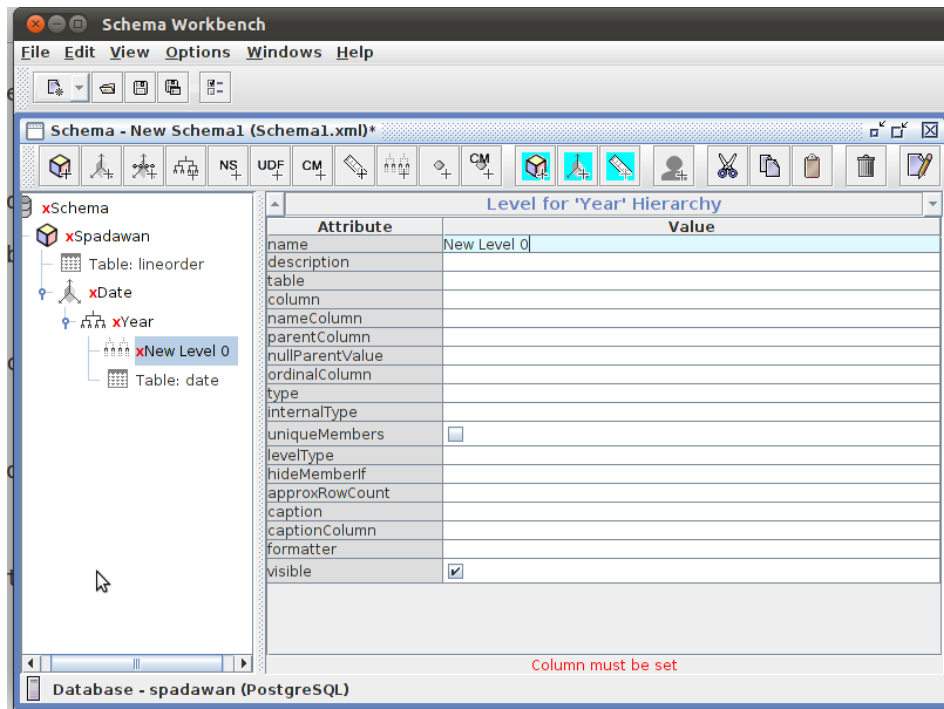 Schema Workbench
File Edit View Options Windows Help
Schema - New Schema1 (Schema1.xml)*
NS UDF CM CM
xSchema
xSpadawan
Table: lineorder
xDate
xYear
xNew Level 0
Table: date
Level for 'Year' Hierarchy
Attribute Value
name New Level 0
description
table
column
nameColumn
parentColumn
nullParentValue
ordinalColumn
type
internalType
uniqueMembers
levelType
hideMemberIf
approxRowCount
caption
captionColumn
formatter
visible
Column must be set
Database - spadawan (PostgreSQL)